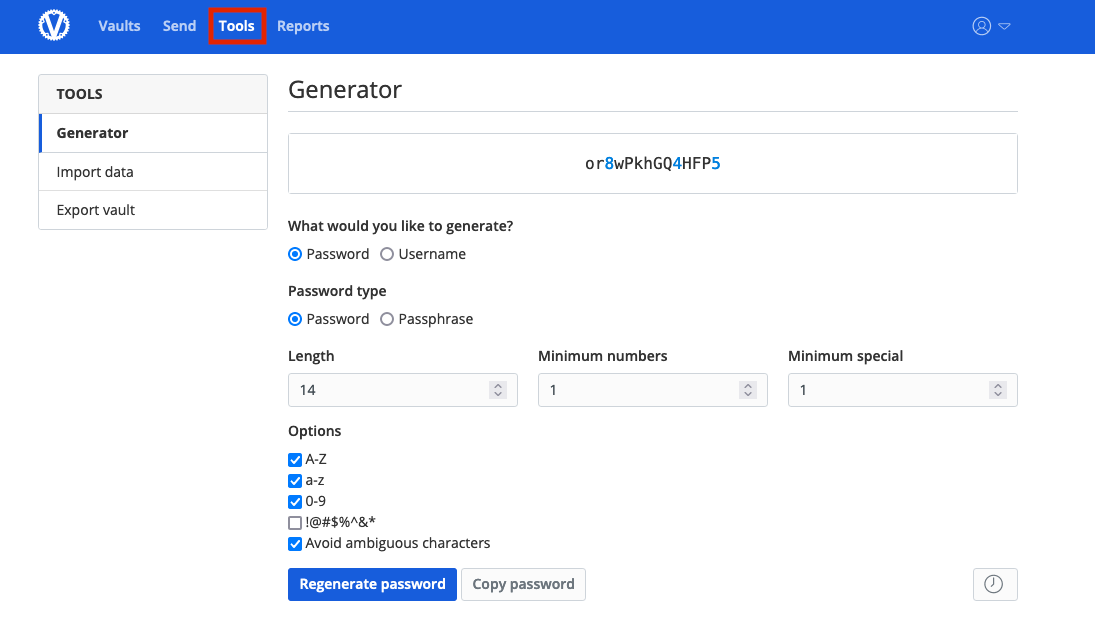 Vaults Send Tools Reports
TOOLS
Generator
Import data
Export vault
Generator
or8wPkhGQ4HFP5
What would you like to generate?
Password Username
Password type
Password Passphrase
Length Minimum numbers Minimum special
14 1 1
Options
A-Z
a-z
0-9
!@#$%^&*
Avoid ambiguous characters
Regenerate password Copy password